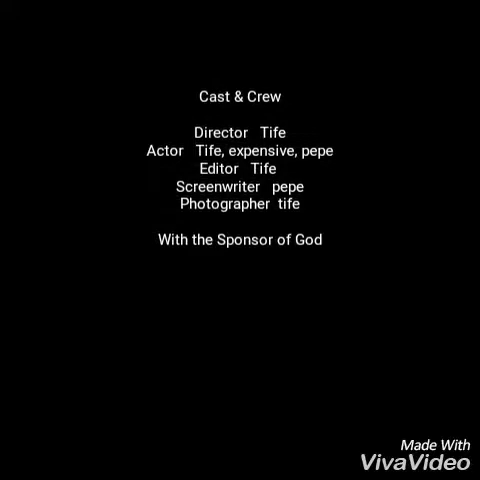 Cast & Crew
Director Tife
Actor Tife, expensive, pepe
Editor Tife
Screenwriter pepe
Photographer tife
With the Sponsor of God
Made With
VivaVideo